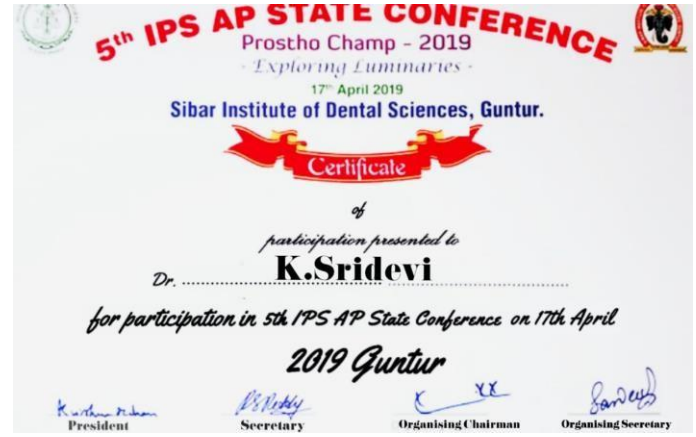 5th IPS AP STATE CONFERENCE
Prostho Champ - 2019
- Exploring Luminaries -
17th April 2019
Sibar Institute of Dental Sciences, Guntur.
Certificate
of
participation presented to
Dr. K.Sridevi
for participation in 5th IPS AP State Conference on 17th April
2019 Guntur
President Secretary Organising Chairman Organising Secretary